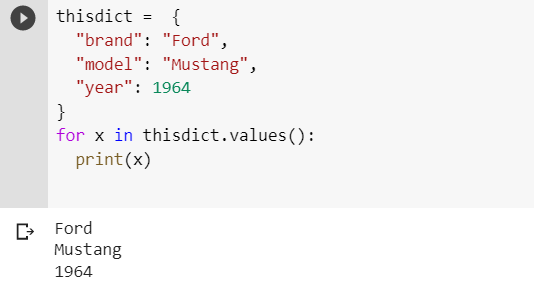 thisdict =  {
  "brand": "Ford",
  "model": "Mustang",
  "year": 1964
}
for x in thisdict.values():
  print(x)
Ford
Mustang
1964